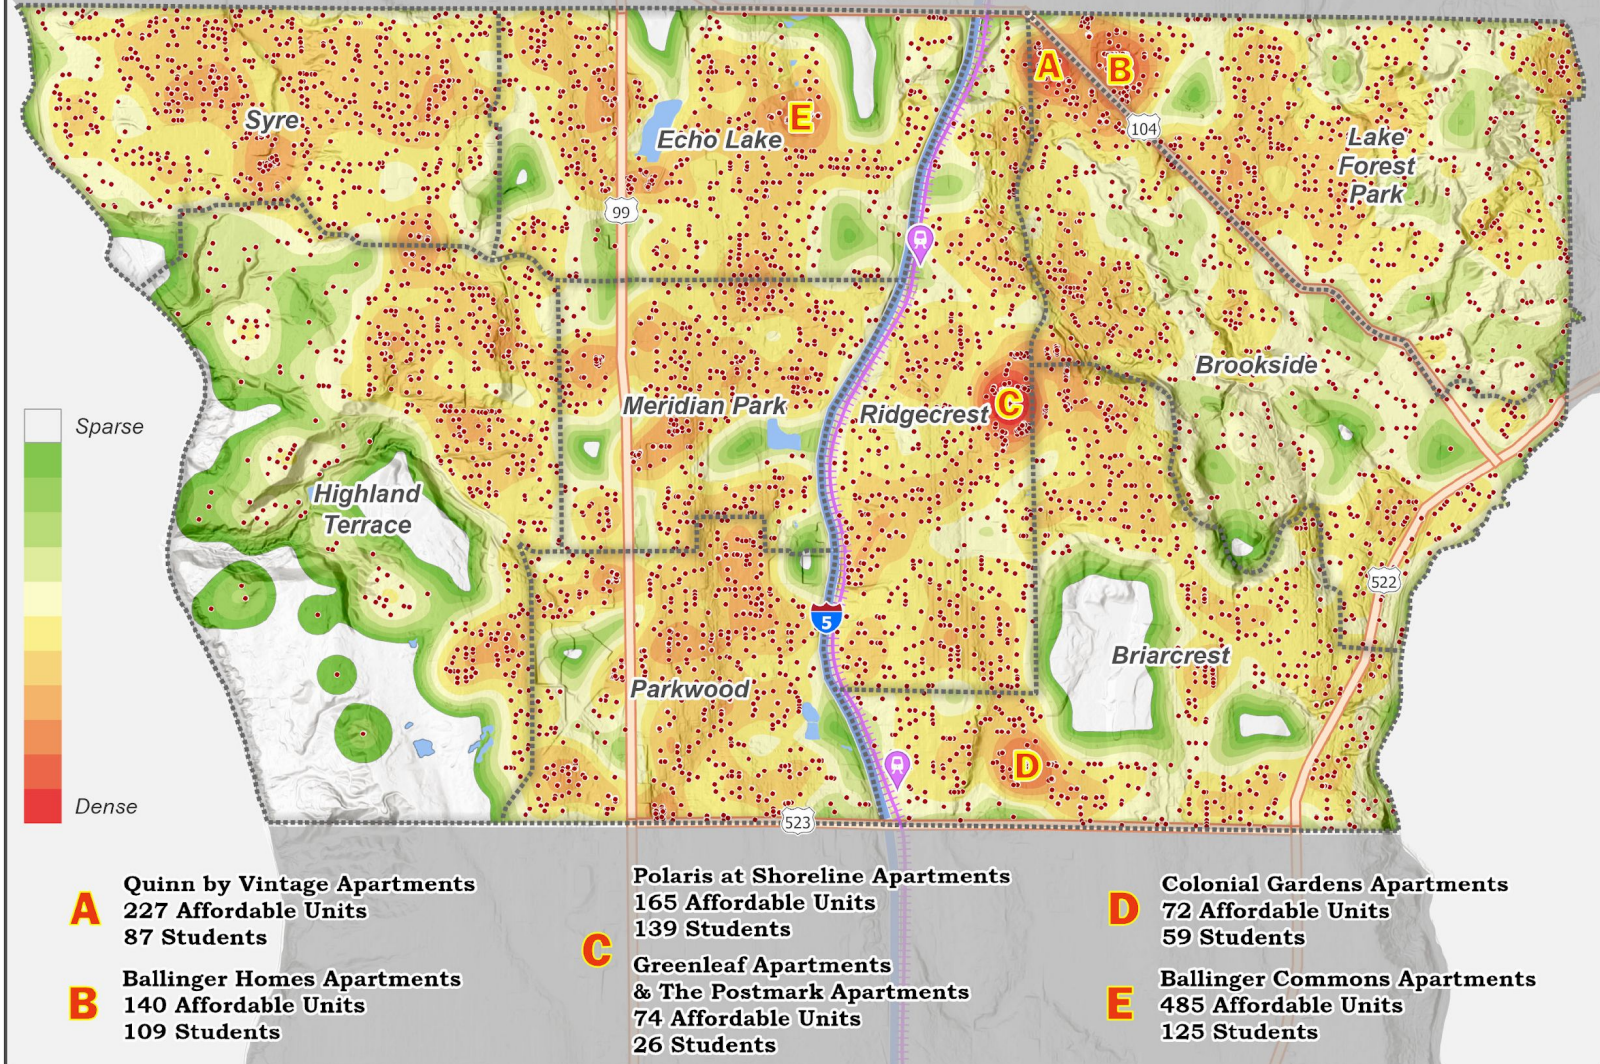 A
B
104
Syre
E
Echo Lake
Lake
Forest
Park
99
Brookside
C
Meridian Park
Ridgecrest
Sparse
Highland
Terrace
522
5
Briarcrest
Parkwood
D
Dense
523
A
Quinn by Vintage Apartments
227 Affordable Units
87 Students
B
Ballinger Homes Apartments
140 Affordable Units
109 Students
C
Polaris at Shoreline Apartments
165 Affordable Units
139 Students
Greenleaf Apartments
& The Postmark Apartments
74 Affordable Units
26 Students
D
Colonial Gardens Apartments
72 Affordable Units
59 Students
E
Ballinger Commons Apartments
485 Affordable Units
125 Students